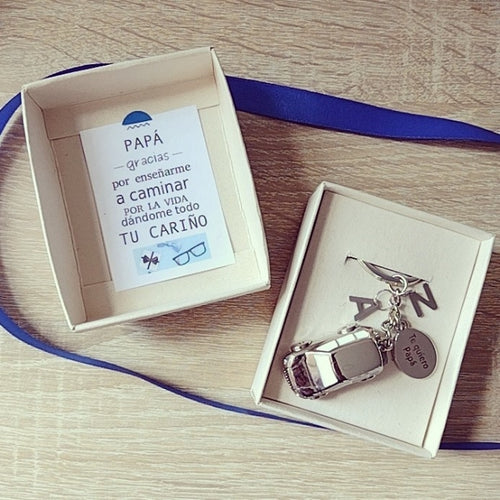 PAPÁ
gracias
por enseñarme
a caminar
POR LA VIDA
dándome todo
TU CARIÑO
A
N
Te quiero
Papá